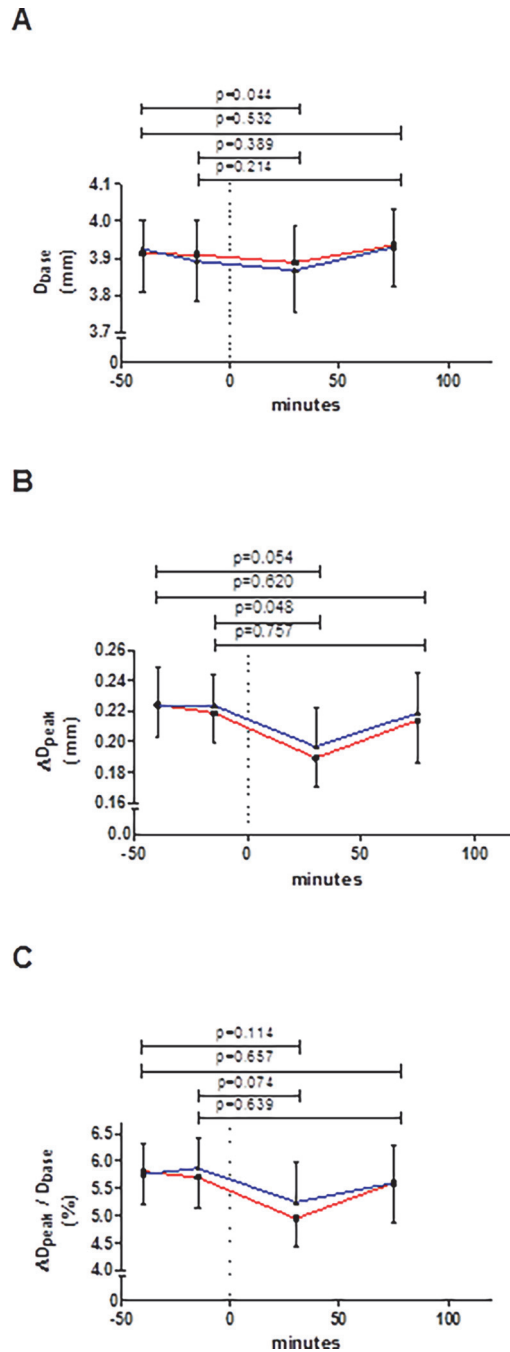 A
p=0.044
p=0.532
p=0.389
p=0.214
4.1
4.0
3.9
3.8
3.7
0
Dbase
(mm)
-50 0 50 100
minutes
B
p=0.054
p=0.620
p=0.048
p=0.757
0.26
0.22
0.20
0.18
0.16
0.0
ΔDpeak
(mm)
-50 0 50 100
minutes
C
p=0.114
p=0.657
p=0.074
p=0.639
6.5
6.0
5.5
5.0
4.5
4.0
0
ΔDpeak / Dbase
(%)
-50 0 50 100
minutes